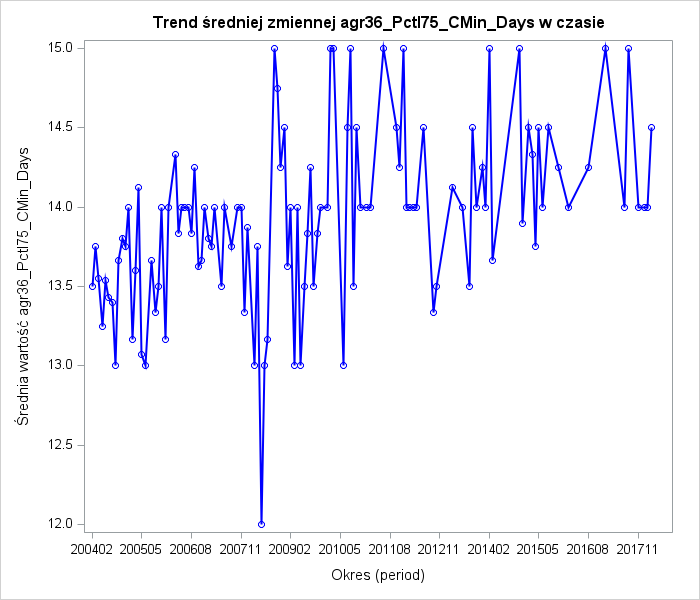 Trend średniej zmiennej agr36_Pctl75_CMin_Days w czasie
Średnia wartość agr36_Pctl75_CMin_Days
15.0
14.5
14.0
13.5
13.0
12.5
12.0
200402 200505 200608 200711 200902 201005 201108 201211 201402 201505 201608 201711
Okres (period)